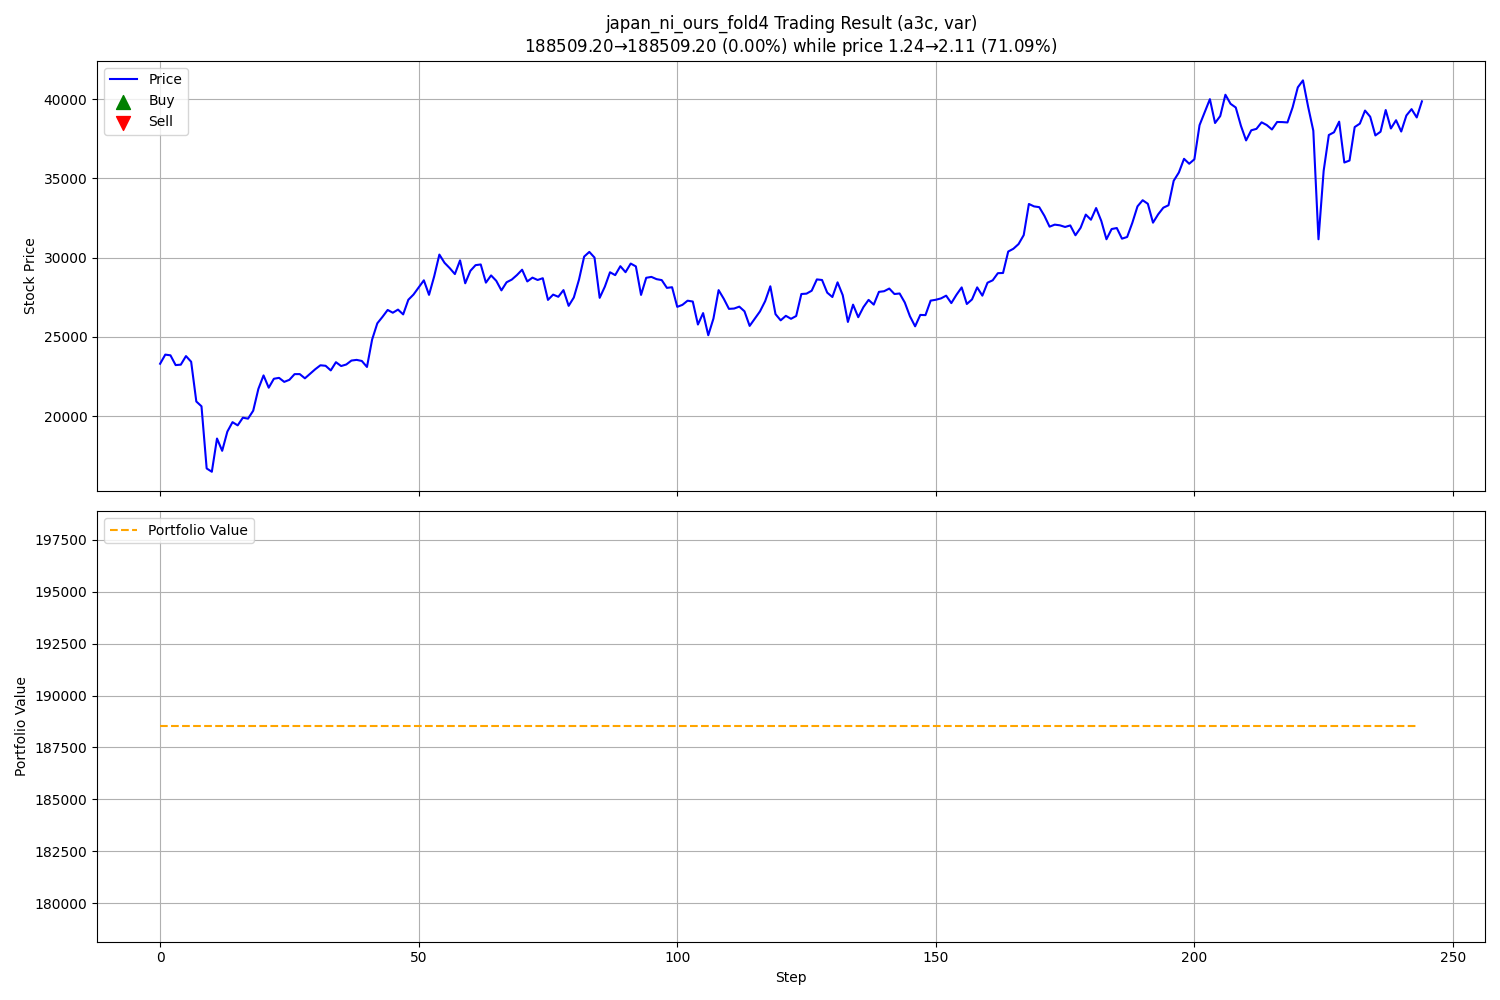 japan_ni_ours_fold4 Trading Result (a3c, var)
188509.20→188509.20 (0.00%) while price 1.24→2.11 (71.09%)
Price
Buy
Sell
Stock Price
40000
35000
30000
25000
20000
Portfolio Value
Portfolio Value
197500
195000
192500
190000
187500
185000
182500
180000
0
50
100
150
200
250
Step